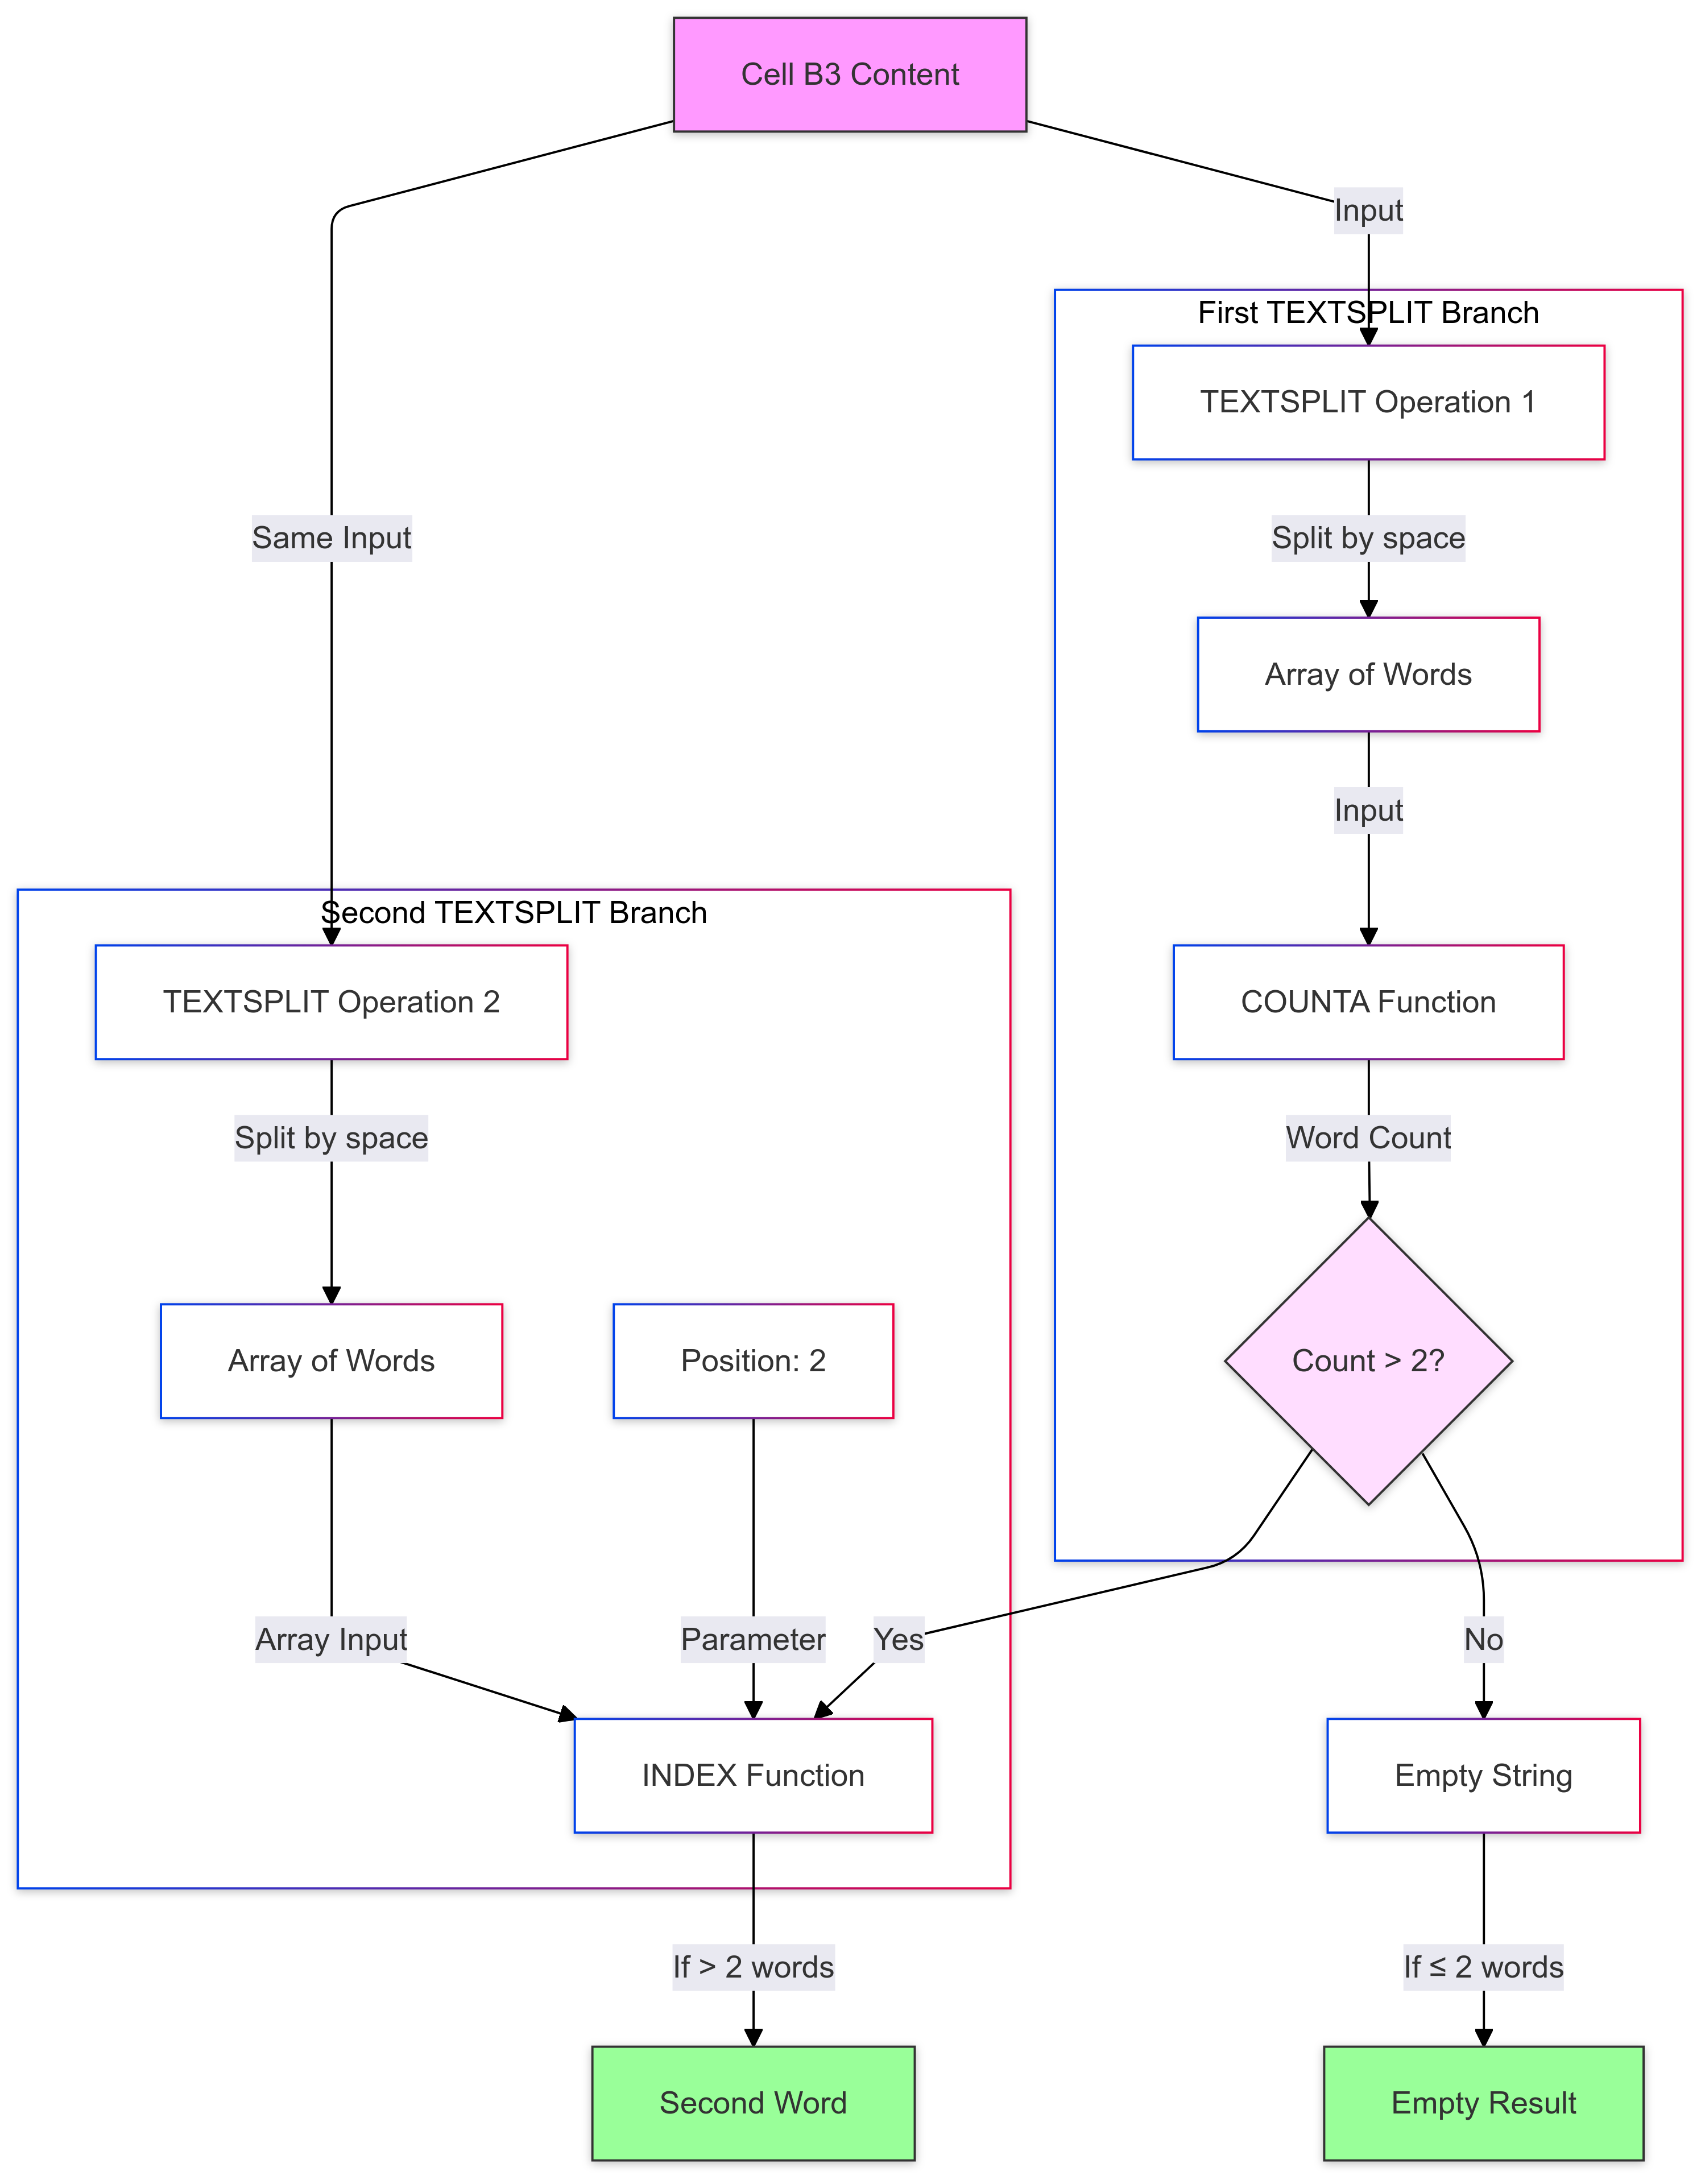 Cell B3 Content
Input
First TEXTSPLIT Branch
TEXTSPLIT Operation 1
Same Input
Split by space
Array of Words
Input
Second TEXTSPLIT Branch
TEXTSPLIT Operation 2
COUNTA Function
Split by space
Word Count
Array of Words
Position: 2
Count > 2?
Array Input
Parameter
Yes
No
INDEX Function
Empty String
If > 2 words
If ≤ 2 words
Second Word
Empty Result